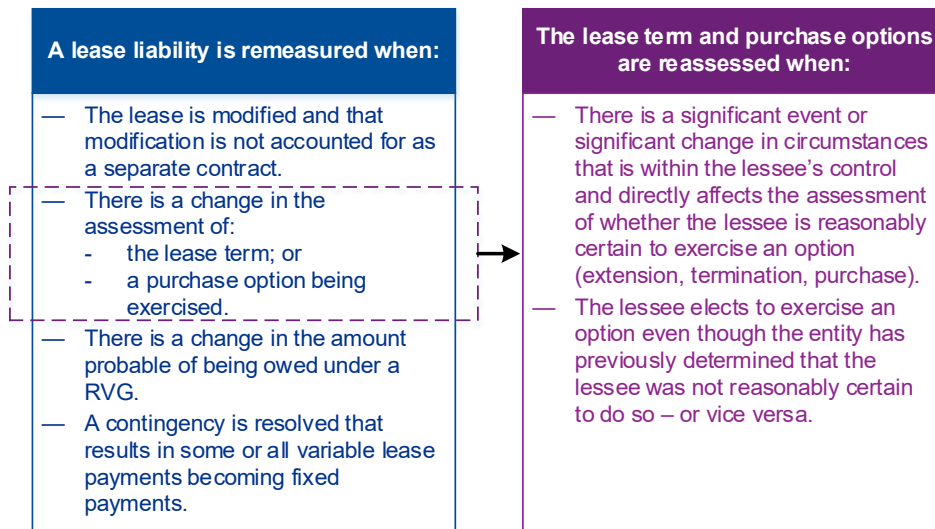 A lease liability is remeasured when:
— The lease is modified and that
modification is not accounted for as
a separate contract.
— There is a change in the
assessment of:
- the lease term; or
- a purchase option being
exercised.
— There is a change in the amount
probable of being owed under a
RVG.
— A contingency is resolved that
results in some or all variable lease
payments becoming fixed
payments.
The lease term and purchase options
are reassessed when:
— There is a significant event or
significant change in circumstances
that is within the lessee’s control
and directly affects the assessment
of whether the lessee is reasonably
certain to exercise an option
(extension, termination, purchase).
— The lessee elects to exercise an
option even though the entity has
previously determined that the
lessee was not reasonably certain
to do so – or vice versa.